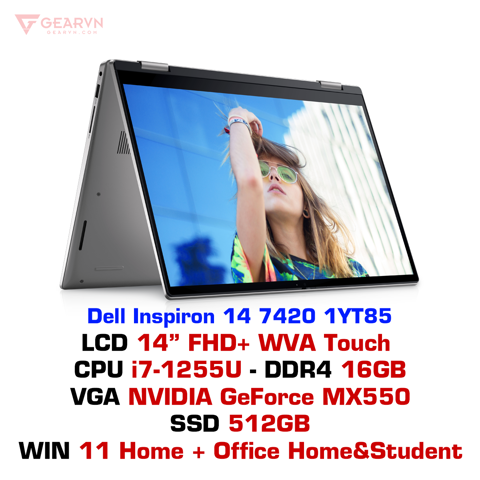 GEARVN
GEARVN.COM
Dell Inspiron 14 7420 1YT85
LCD 14” FHD+ WVA Touch
CPU i7-1255U - DDR4 16GB
VGA NVIDIA GeForce MX550
SSD 512GB
WIN 11 Home + Office Home&Student